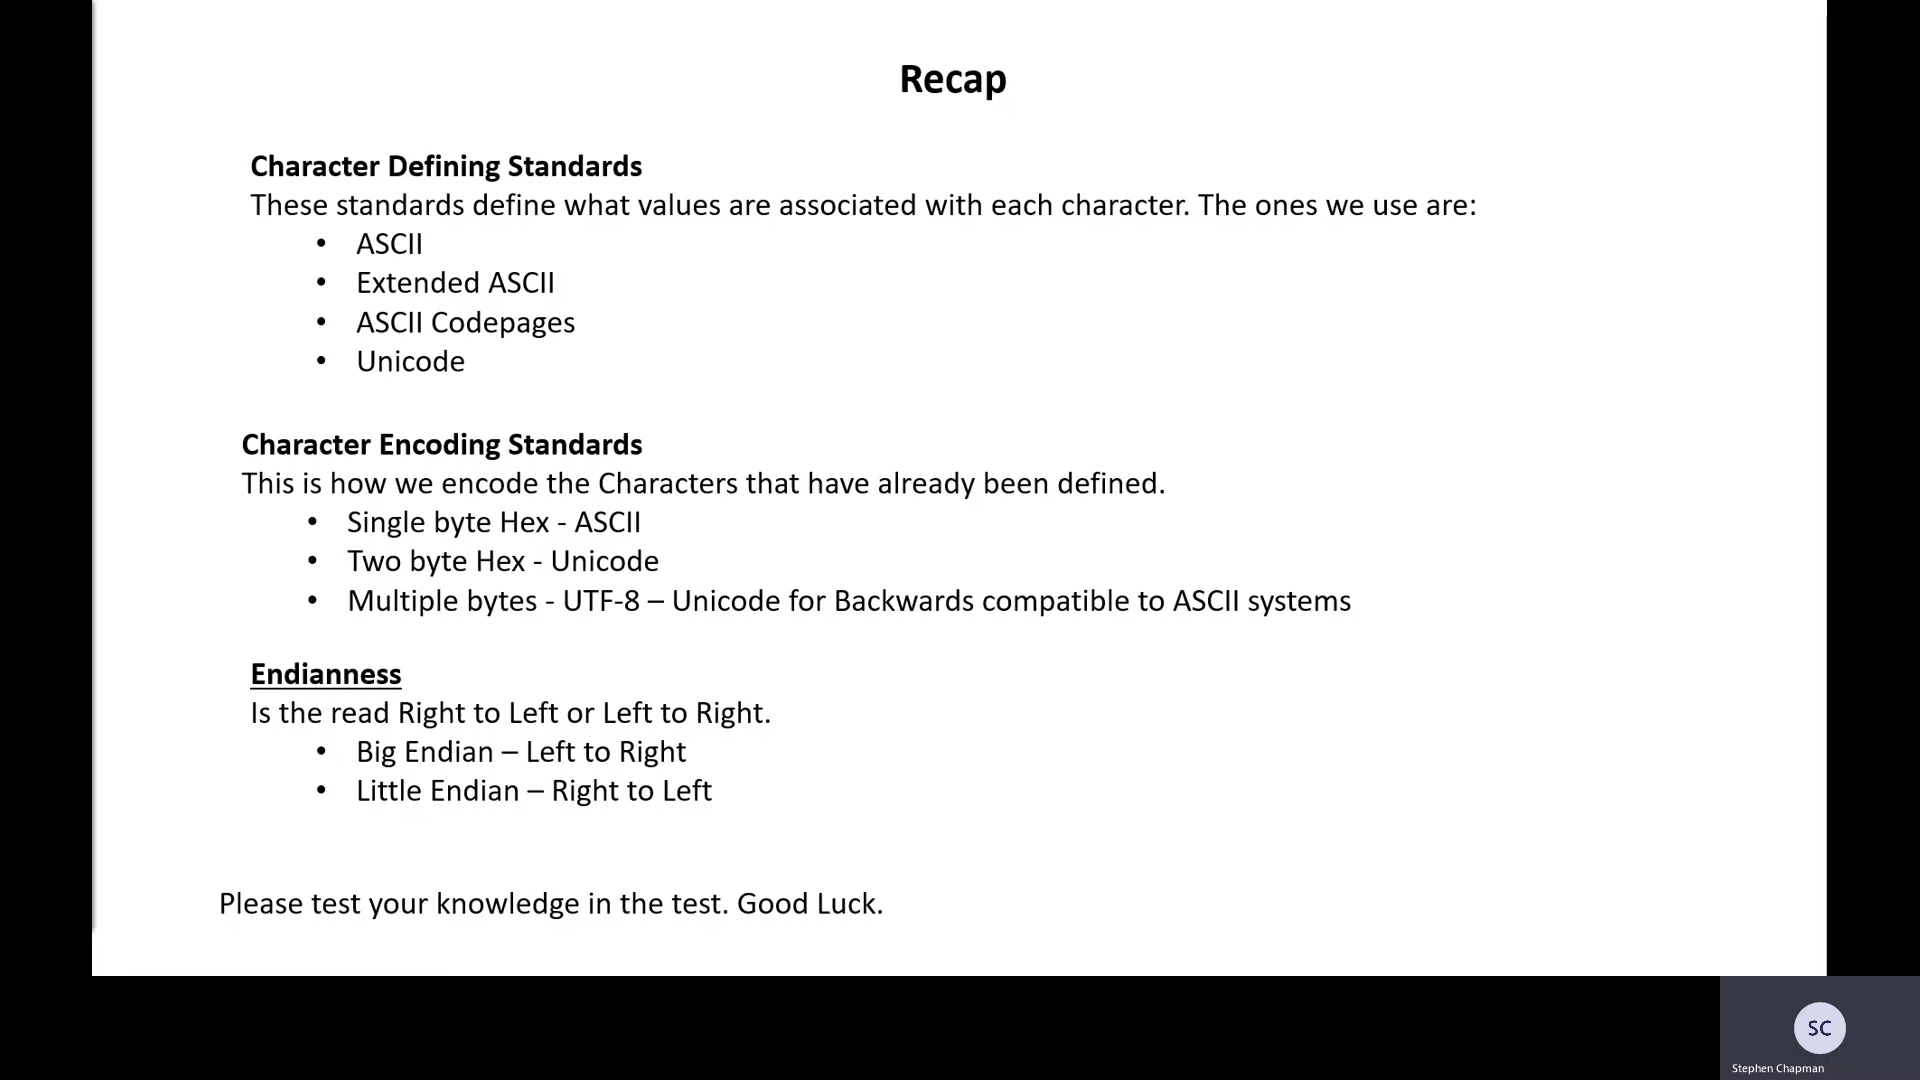 Recap
Character Defining Standards
These standards define what values are associated with each character. The ones we use are:
• ASCII
• Extended ASCII
• ASCII Codepages
• Unicode
Character Encoding Standards
This is how we encode the Characters that have already been defined.
• Single byte Hex - ASCII
• Two byte Hex - Unicode
• Multiple bytes - UTF-8 – Unicode for Backwards compatible to ASCII systems
Endianness
Is the read Right to Left or Left to Right.
• Big Endian – Left to Right
• Little Endian – Right to Left
Please test your knowledge in the test. Good Luck.
SC
Stephen Chapman